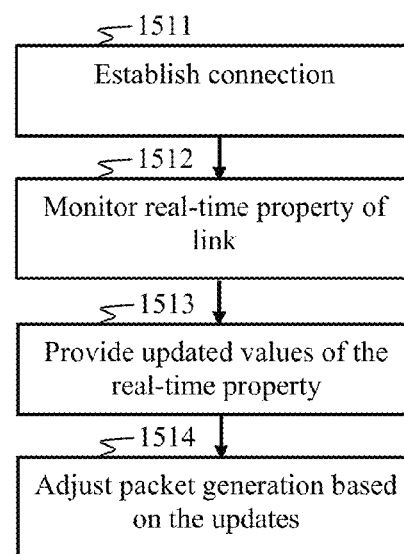 1511
Establish connection
1512
Monitor real-time property of
link
1513
Provide updated values of the
real-time property
1514
Adjust packet generation based
on the updates